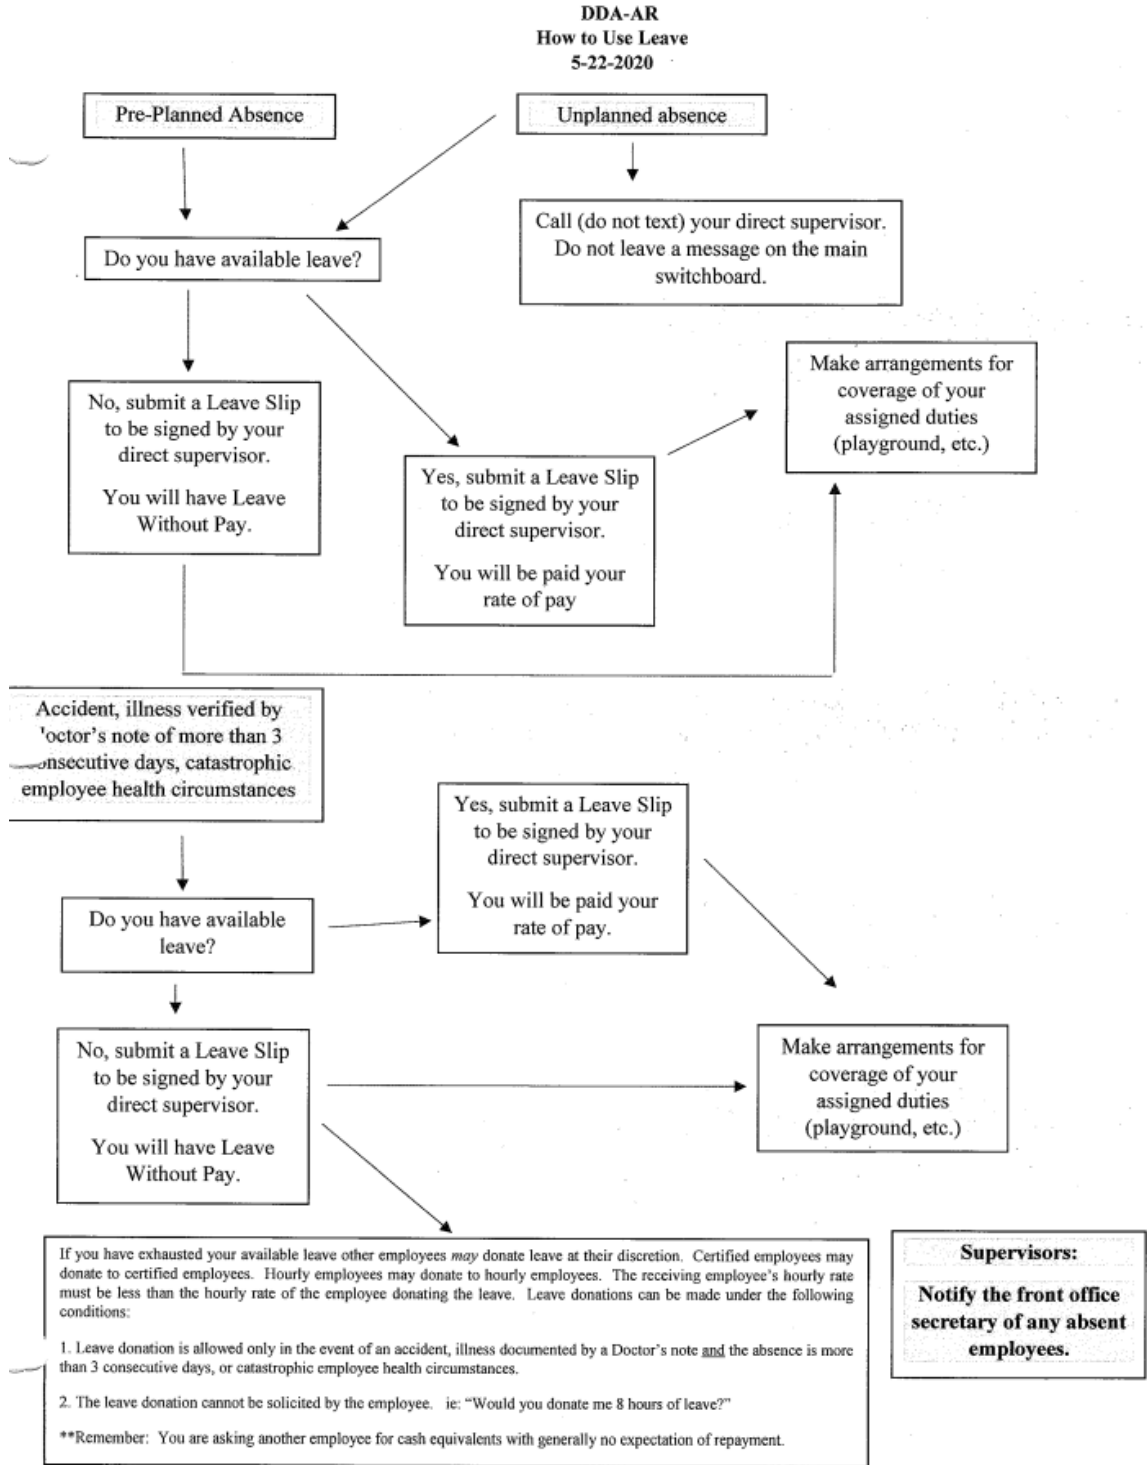 DDA-AR
How to Use Leave
5-22-2020
Pre-Planned Absence
Unplanned absence
Call (do not text) your direct supervisor.
Do not leave a message on the main
switchboard.
Do you have available leave?
Make arrangements for
coverage of your
assigned duties
(playground, etc.)
No, submit a Leave Slip
to be signed by your
direct supervisor.
You will have Leave
Without Pay.
Yes, submit a Leave Slip
to be signed by your
direct supervisor.
You will be paid your
rate of pay
Accident, illness verified by
octor's note of more than 3
onsecutive days, catastrophic
employee health circumstances
Yes, submit a Leave Slip
to be signed by your
direct supervisor.
You will be paid your
rate of pay.
Do you have available
leave?
No, submit a Leave Slip
to be signed by your
direct supervisor.
You will have Leave
Without Pay.
Make arrangements for
coverage of your
assigned duties
(playground, etc.)
If you have exhausted your available leave other employees may donate leave at their discretion. Certified employees may
donate to certified employees. Hourly employees may donate to hourly employees. The receiving employee's hourly rate
must be less than the hourly rate of the employee donating the leave. Leave donations can be made under the following
conditions:
1. Leave donation is allowed only in the event of an accident, illness documented by a Doctor's note and the absence is more
than 3 consecutive days, or catastrophic employee health circumstances.
2. The leave donation cannot be solicited by the employee. ie: "Would you donate me 8 hours of leave?"
**Remember: You are asking another employee for cash equivalents with generally no expectation of repayment.
Supervisors:
Notify the front office
secretary of any absent
employees.